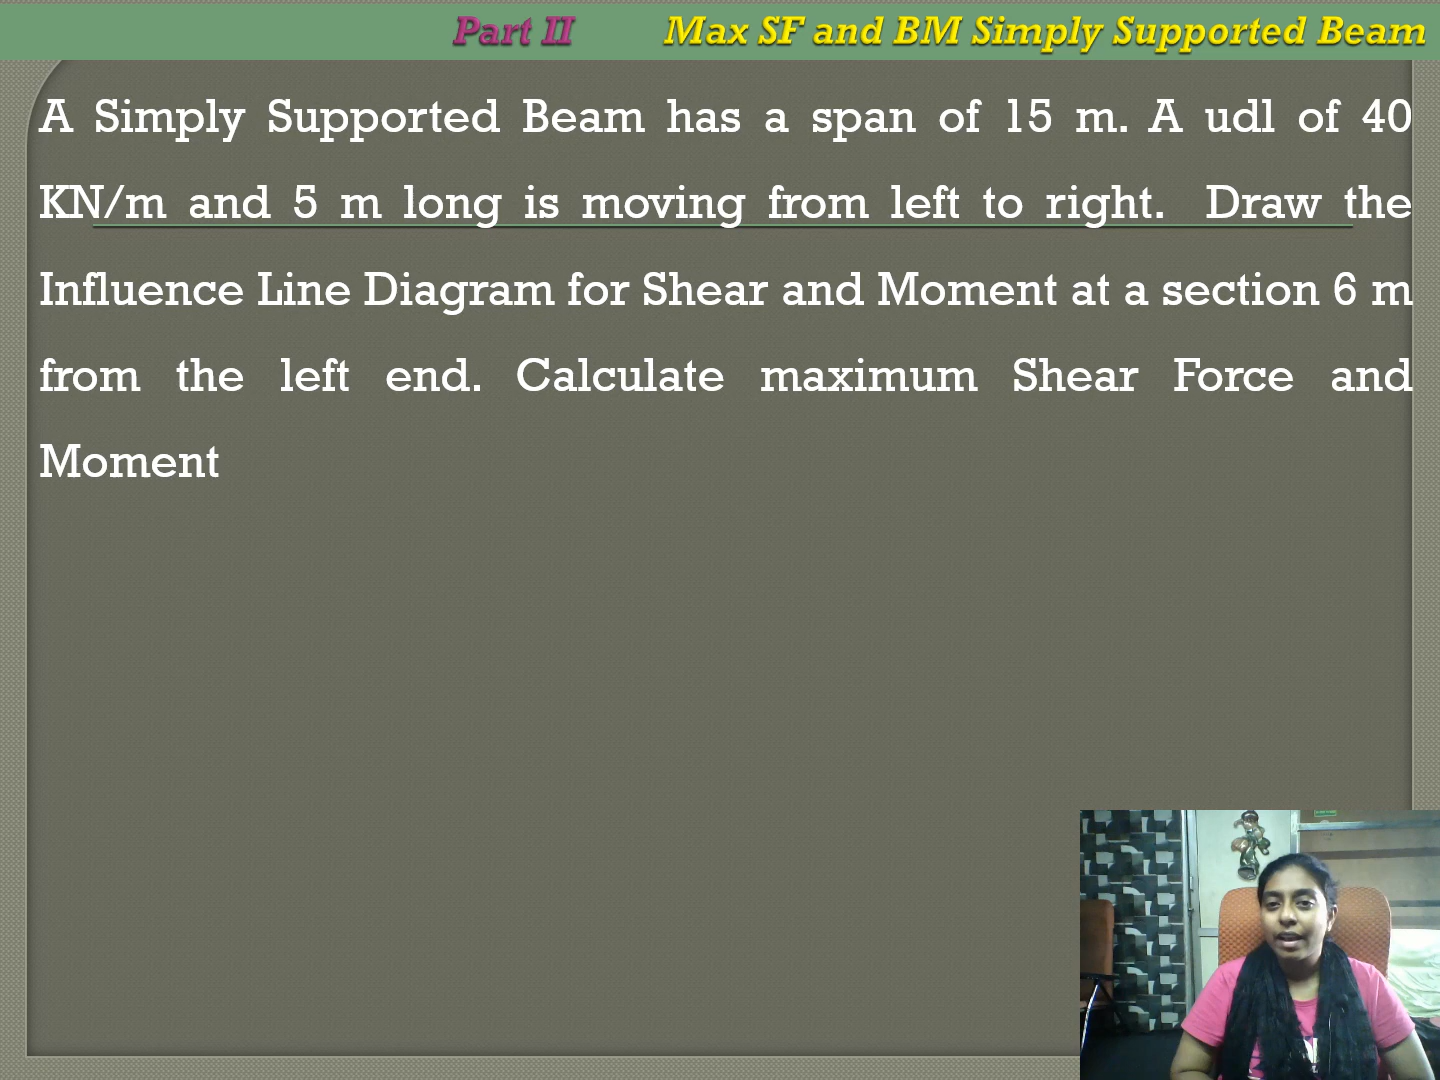 Part II Max SF and BM Simply Supported Beam
A Simply Supported Beam has a span of 15 m. A udl of 40
KN/m and 5 m long is moving from left to right. Draw the
Influence Line Diagram for Shear and Moment at a section 6 m
from the left end. Calculate maximum Shear Force and
Moment